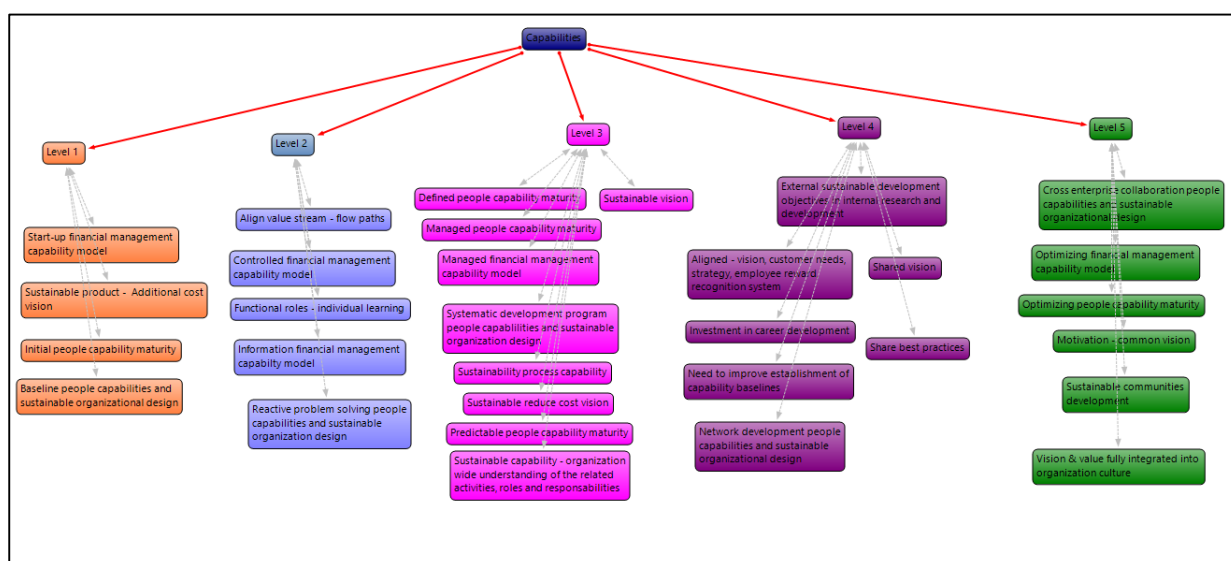 Capabilities
Level 1
Start-up financial management
capability model
Sustainable product - Additional cost
vision
Initial people capability maturity
Baseline people capabilities and
sustainable organizational design
Level 2
Align value stream - flow paths
Controlled financial management
capability model
Functional roles - individual learning
Information financial management
capabilty model
Reactive problem solving people
capabilities and sustainable
organization design
Level 3
Defined people capability maturity
Sustainable vision
Managed people capability maturity
Managed financial management
capability model
Systematic development program
people capablilities and sustainable
organization design
Sustainability process capability
Sustainable reduce cost vision
Predictable people capability maturity
Sustainable capability - organization
wide understanding of the related
activities, roles and responsabilities
Level 4
External sustainable development
objectives in internal research and
development
Aligned - vision, customer needs,
strategy, employee reward
recognition system
Shared vision
Investment in career development
Share best practices
Need to improve establishment of
capability baselines
Network development people
capabilities and sustainable
organizational design
Level 5
Cross enterprise collaboration people
capabilities and sustainable
organizational design
Optimizing financial management
capability model
Optimizing people capability maturity
Motivation - common vision
Sustainable communities
development
Vision & value fully integrated into
organization culture